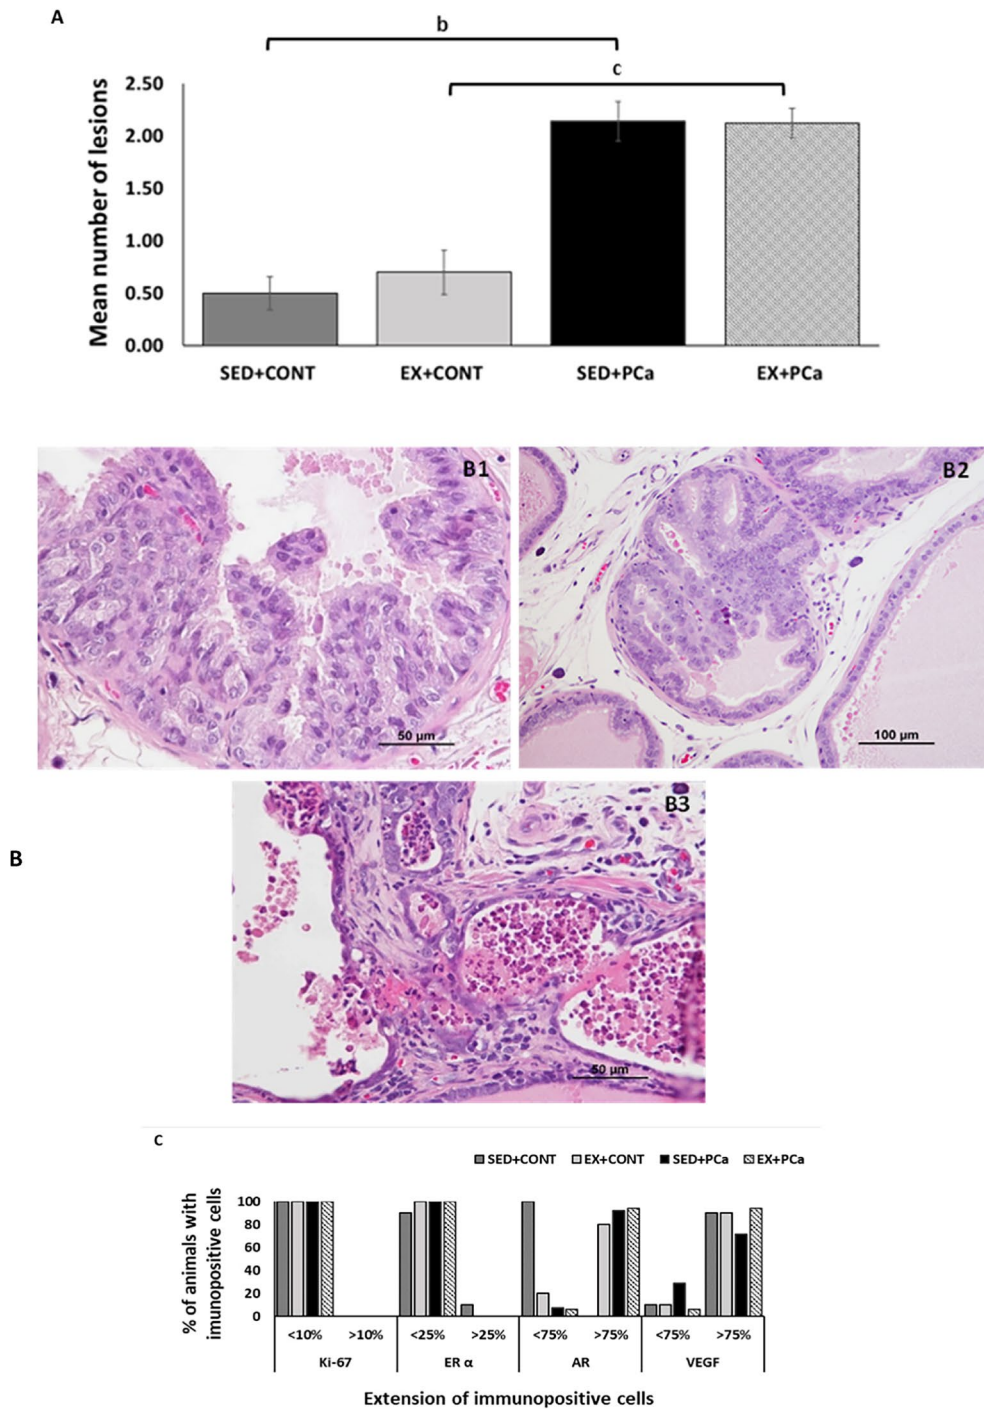 A
b
c
Mean number of lesions
2.50
2.00
1.50
1.00
0.50
0.00
SED+CONT EX+CONT SED+PCa EX+PCa
B
B1
50 µm
B2
100 µm
B3
50 µm
C
SED+CONT EX+CONT SED+PCa EX+PCa
% of animals with
imunopositive cells
100
80
60
40
20
0
<10% >10% <25% >25% <75% >75% <75% >75%
Ki-67 ER α AR VEGF
Extension of immunopositive cells